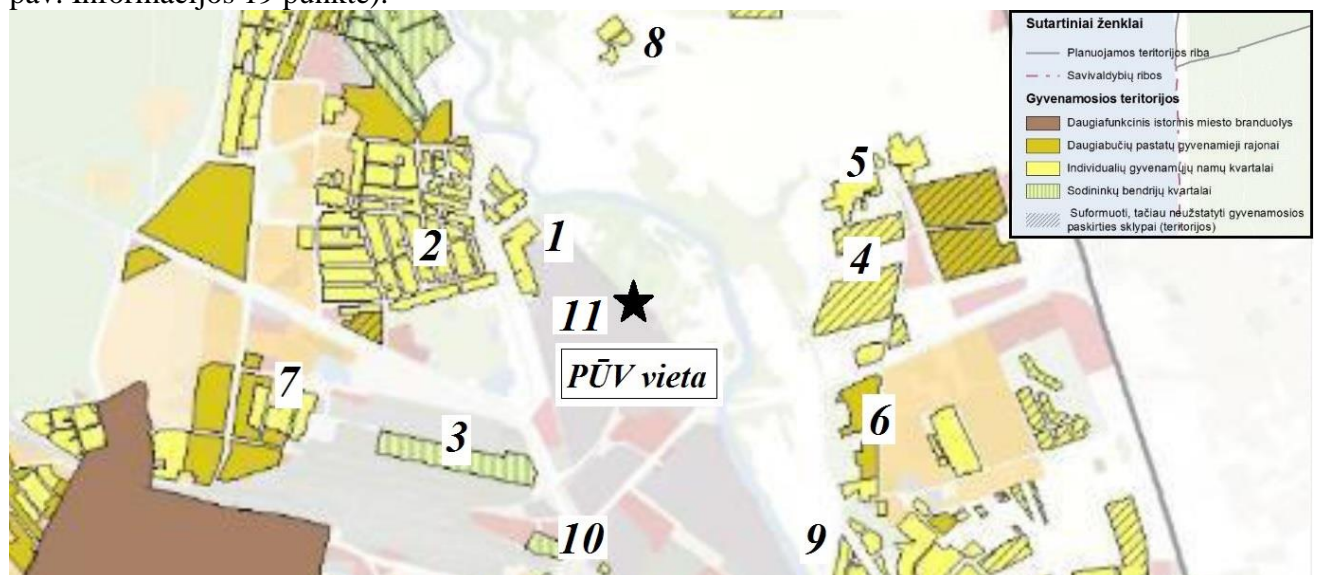 pav. Informacijos 19 punkte).
8
Sutartiniai ženklai
Planuojamos teritorijos riba
Savivaldybių ribos
Gyvenamosios teritorijos
Daugiafunkcinis istorinis miesto branduolys
Daugiabučių pastatų gyvenamieji rajonai
Individualių gyvenamųjų namų kvartalai
Sodininkų bendrijų kvartalai
Suformuoti, tačiau neužstatyti gyvenamosios
paskirties sklypai (teritorijos)
5
1
2
4
11
PŪV vieta
7
6
3
10
9